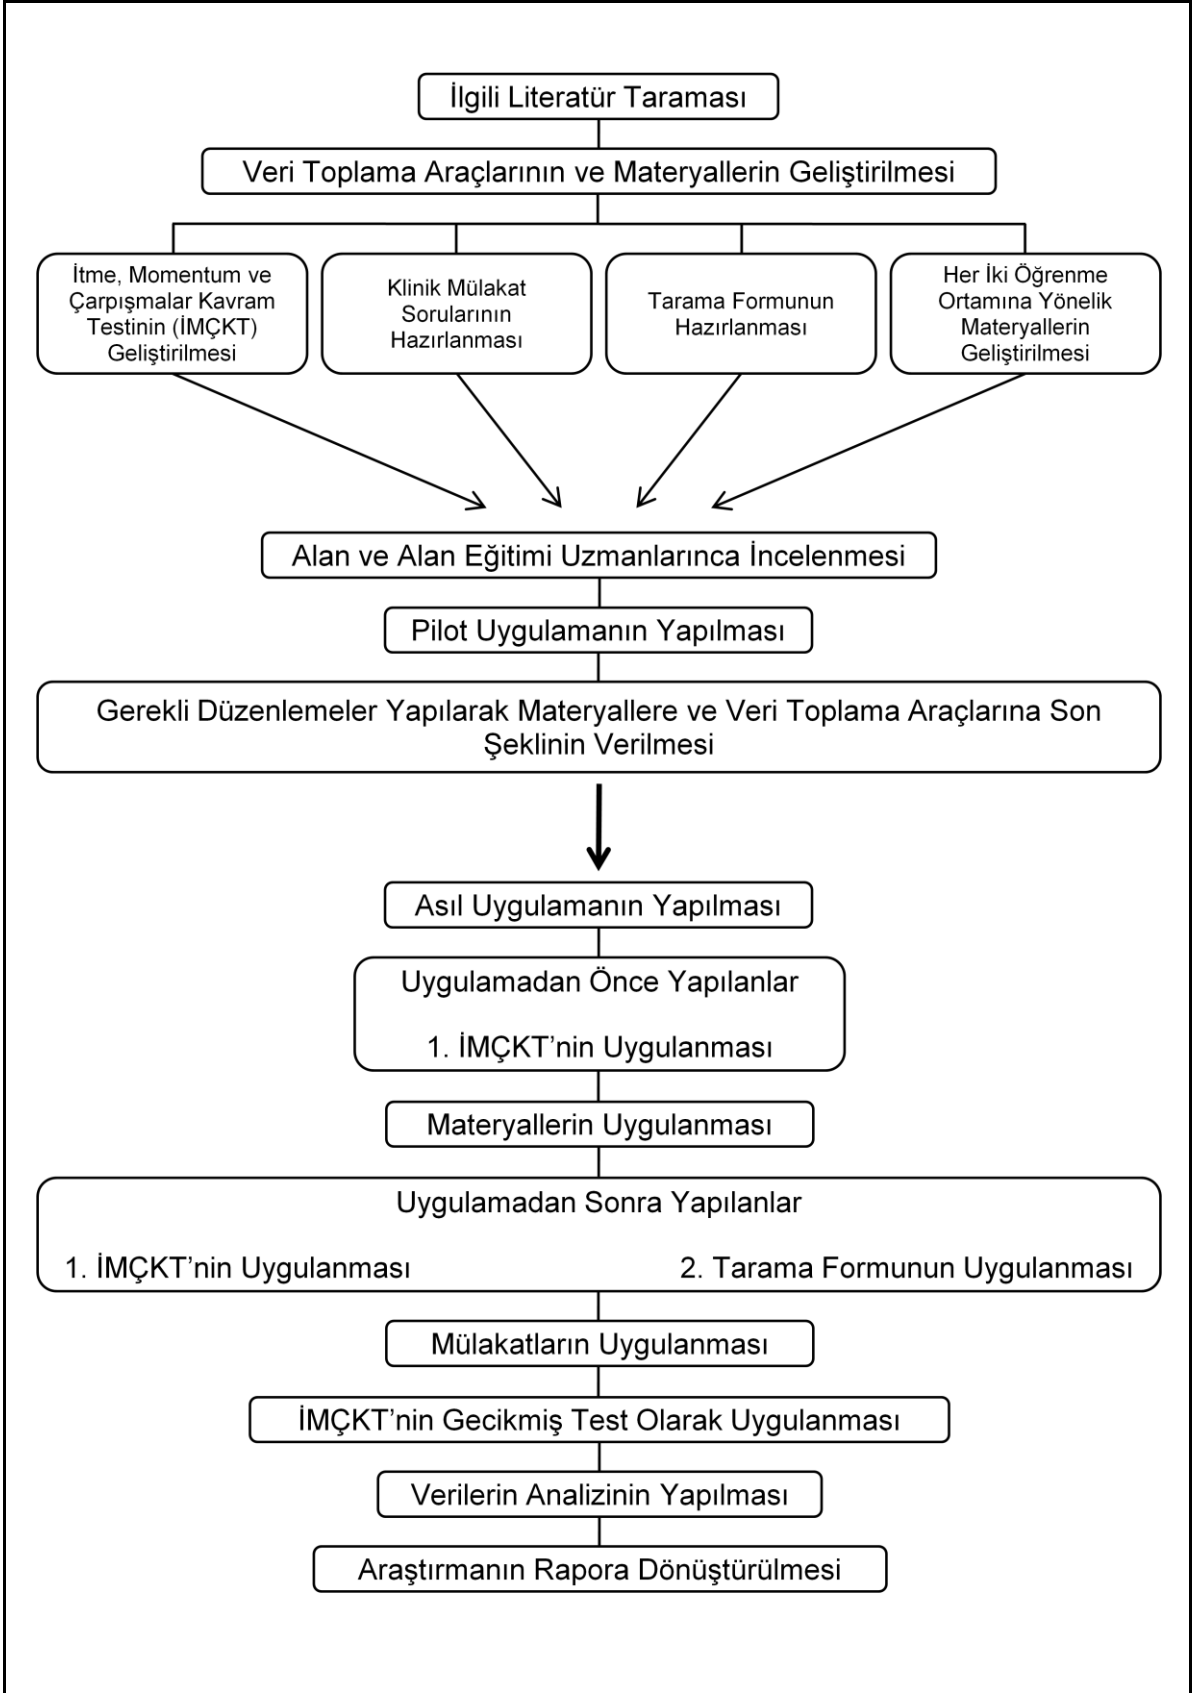 İlgili Literatür Taraması
Veri Toplama Araçlarının ve Materyallerin Geliştirilmesi
İtme, Momentum ve
Çarpışmalar Kavram
Testinin (İMÇKT)
Geliştirilmesi
Klinik Mülakat
Sorularının
Hazırlanması
Tarama Formunun
Hazırlanması
Her İki Öğrenme
Ortamına Yönelik
Materyallerin
Geliştirilmesi
Alan ve Alan Eğitimi Uzmanlarınca İncelenmesi
Pilot Uygulamanın Yapılması
Gerekli Düzenlemeler Yapılarak Materyallere ve Veri Toplama Araçlarına Son
Şeklinin Verilmesi
Asıl Uygulamanın Yapılması
Uygulamadan Önce Yapılanlar
1. İMÇKT’nin Uygulanması
Materyallerin Uygulanması
Uygulamadan Sonra Yapılanlar
1. İMÇKT’nin Uygulanması 2. Tarama Formunun Uygulanması
Mülakatların Uygulanması
İMÇKT’nin Gecikmiş Test Olarak Uygulanması
Verilerin Analizinin Yapılması
Araştırmanın Rapora Dönüştürülmesi